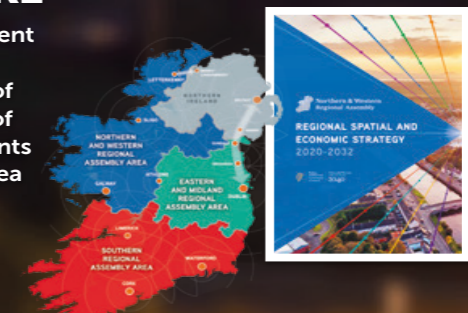 ent
of
of
nts
ea
LETTERKENNY
NORTHERN
IRELAND
SLIGO
NORTHERN
AND WESTERN
REGIONAL
ASSEMBLY AREA
ATHLONE
GALWAY
EASTERN
AND MIDLAND
REGIONAL
ASSEMBLY AREA
DUBLIN
LIMERICK
SOUTHERN
REGIONAL
ASSEMBLY AREA
WATERFORD
CORK
Northern & Western
Regional Assembly
REGIONAL SPATIAL AND
ECONOMIC STRATEGY
2020-2032